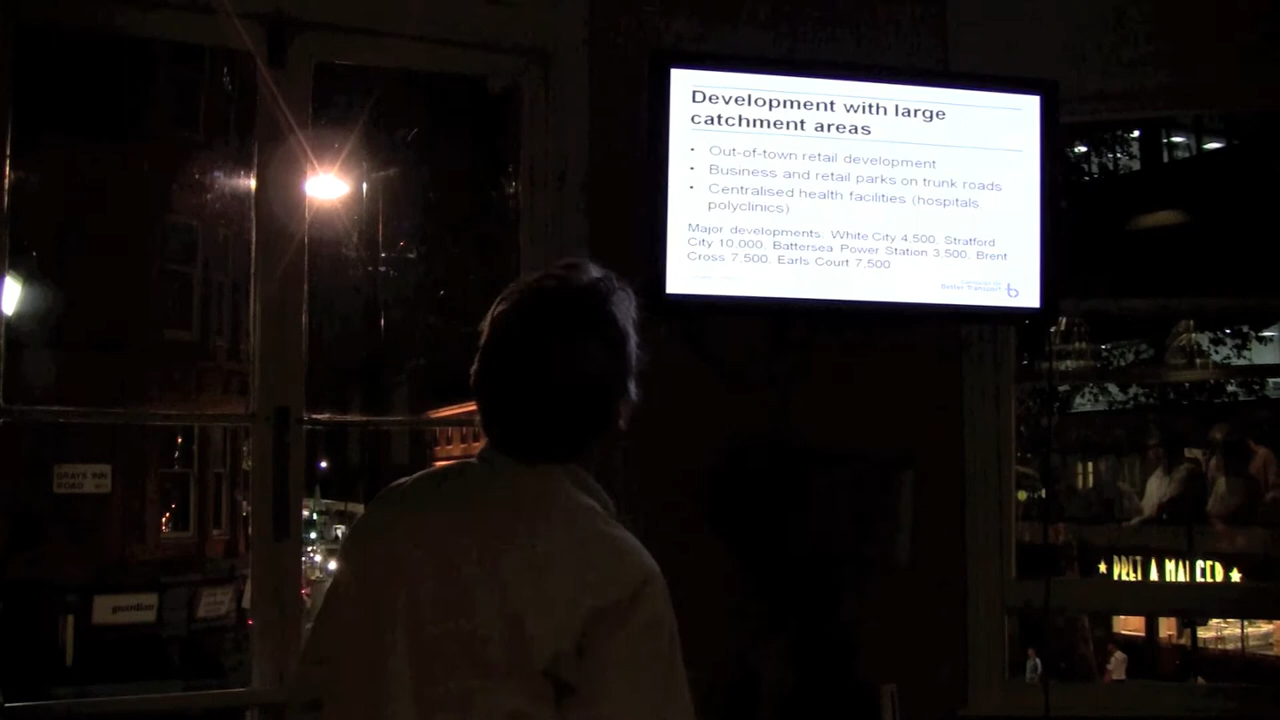 Development with large
catchment areas
• Out-of-town retail development
• Business and retail parks on trunk roads
• Centralised health facilities (hospitals,
polyclinics)
Major developments: White City 4,500, Stratford
City 10,000, Battersea Power Station 3,500, Brent
Cross 7,500, Earls Court 7,500
Better Transport
GRAYS INN
ROAD
guardian
PRET A MANGER